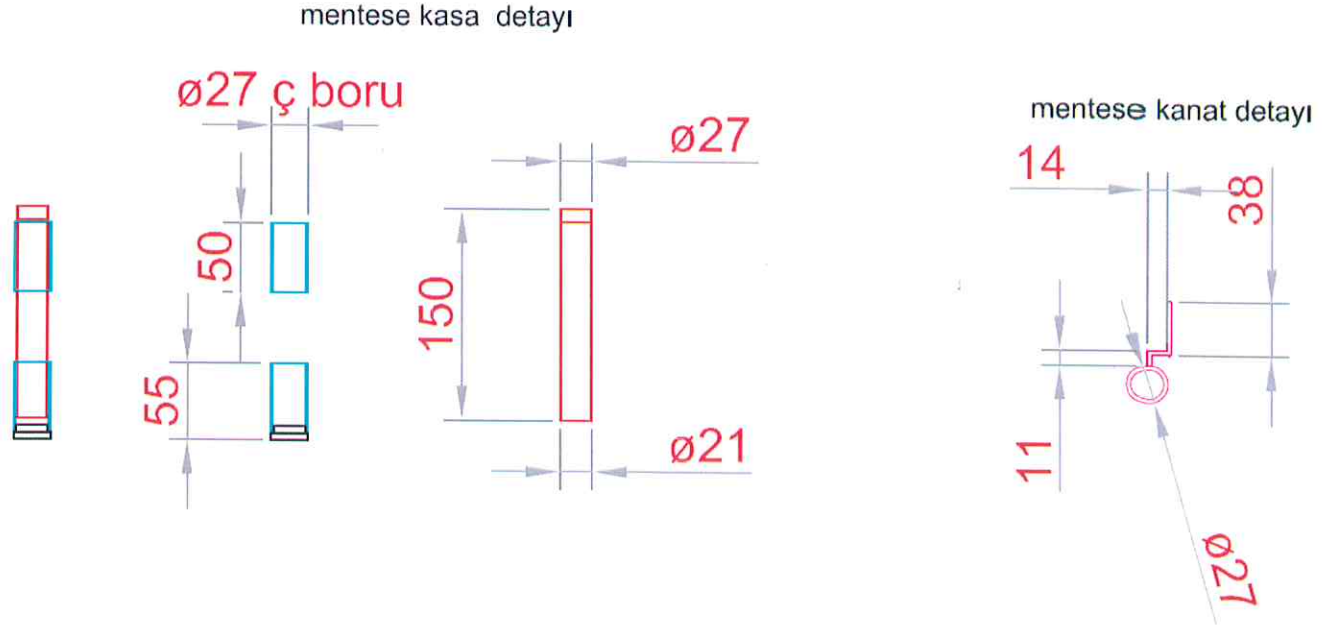 mentese kasa detayı
ø27 ç boru
ø27
mentese kanat detayı
14
38
50
150
55
ø21
11
ø27